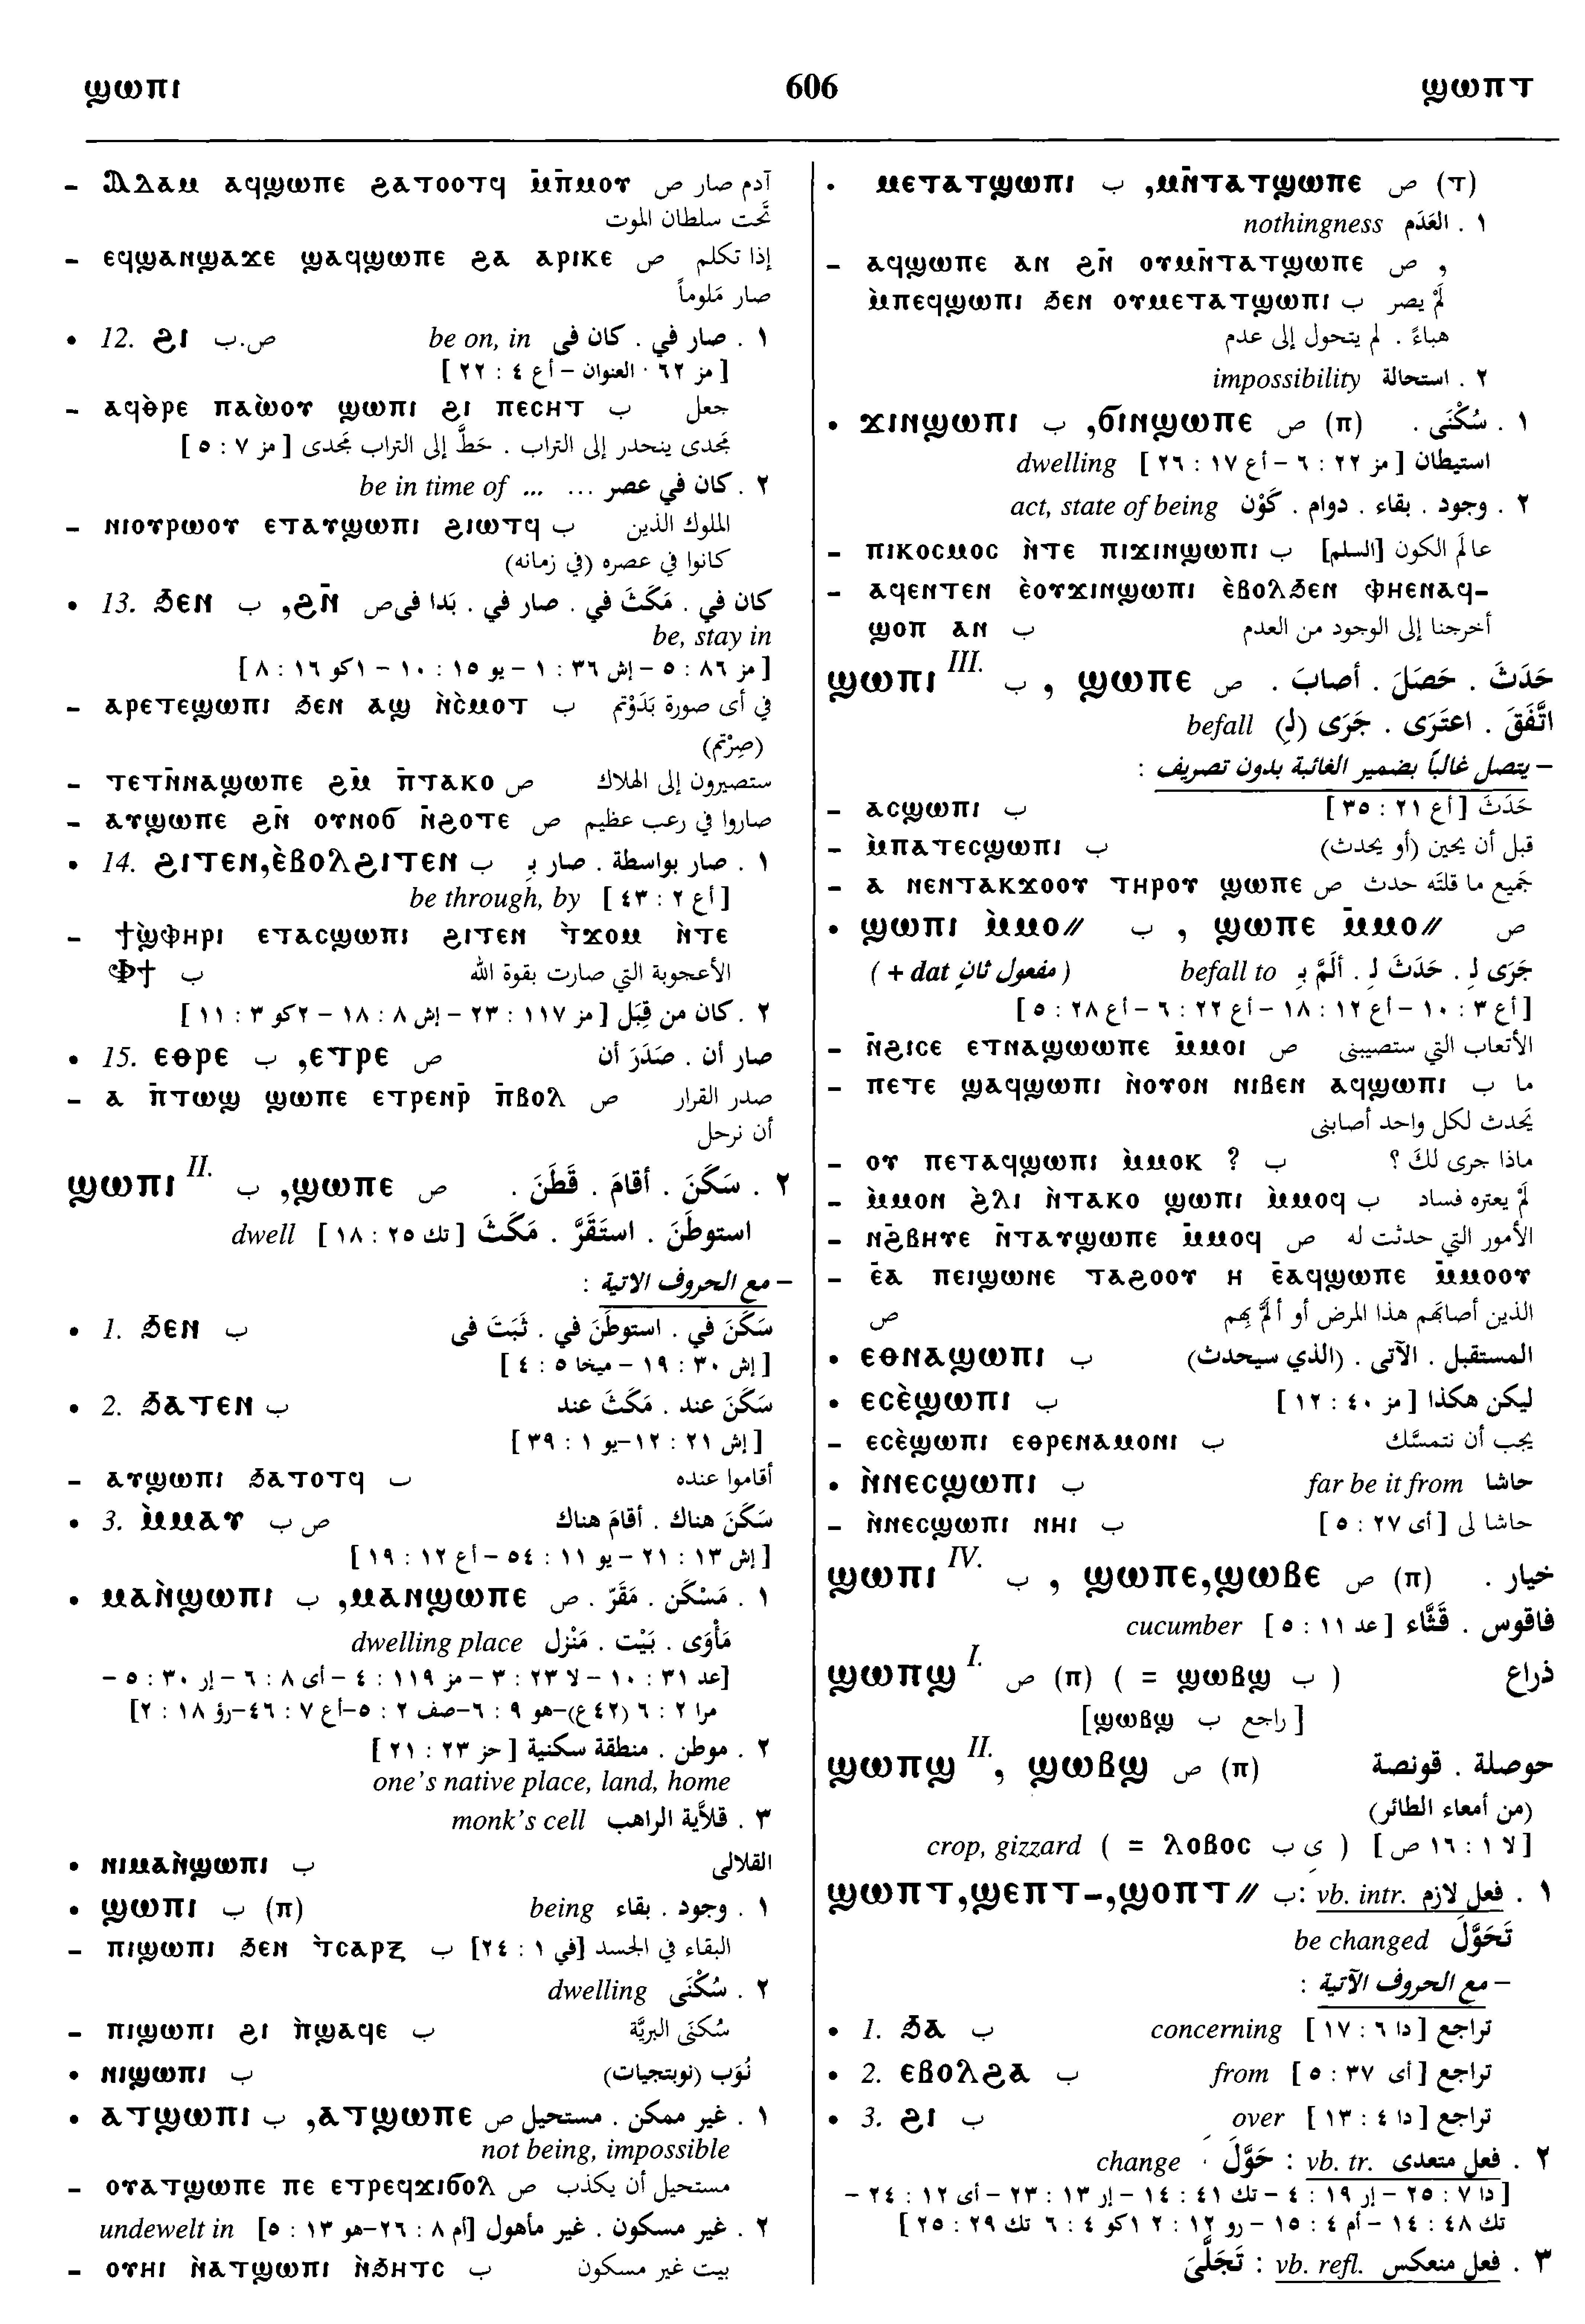 ϣⲱⲡⲓ 606 ϣⲱⲡⲧ
– Ⲁⲇⲁⲙ ⲁϥϣⲱⲡⲉ ϩⲁⲧⲟⲟⲧϥ ⲙ̄ⲡ̄ⲙⲟⲩ ص آدم صار
تَحت سلطان الموت
– ⲉϥϣⲁⲛϣⲁϫⲉ ϣⲁϥϣⲱⲡⲉ ϩⲁ ⲁⲣⲓⲕⲉ ص إذا تكلم
صار مَلوماً
• 12. ϩⲓ ص.ب ١ . صار في . كان فى be on, in
[ مز ٦٢ · العنوان – أع ٤ : ٢٢ ]
– ⲁϥⲑ̀ⲣⲉ ⲡⲁⲱ̀ⲟⲩ ϣⲱⲡⲓ ϩⲓ ⲡⲉⲥⲏⲧ ب جعل
مَجدى ينحدر إلى التراب . حَطَّ إلى التراب مَجدى [ مز ٧ : ٥ ]
٢ . كان في عصر ... be in time of ...
– ⲛⲓⲟⲩⲣⲱⲟⲩ ⲉⲧⲁⲩϣⲱⲡⲓ ϩⲓⲱⲧϥ ب الملوك الذين
كانوا في عصره (في زمانه)
• 13. ϧⲉⲛ ب ,ϩⲛ̄ ص كان في . مَكَثَ في . صار في . بَدا فى
be, stay in
[ مز ٨٦ : ٥ – إش ٣٦ : ١ – يو ١٥ : ١٠ – ١كو ١٦ : ٨ ]
– ⲁⲣⲉⲧⲉϣⲱⲡⲓ ϧⲉⲛ ⲁϣ ⲛ̀ⲥ̀ⲙⲟⲧ ب في أى صورة بَدَوْتم
(صِرْتم)
– ⲧⲉⲧⲛ̄ⲛⲁϣⲱⲡⲉ ϩⲙ̄ ⲡ̄ⲧⲁⲕⲟ ص ستصيرون إلى الهلاك
– ⲁⲩϣⲱⲡⲉ ϩⲛ̄ ⲟⲩⲛⲟϭ ⲛ̄ϩⲟⲧⲉ ص صاروا في رعب عظيم
• 14. ϩⲓⲧⲉⲛ,ⲉ̀ⲃⲟⲗϩⲓⲧⲉⲛ ب ١ . صار بواسطة . صار بِـ
be through, by [ أع ٢ : ٤٣ ]
– ϯϣ̀ⲫⲏⲣⲓ ⲉⲧⲁⲥϣⲱⲡⲓ ϩⲓⲧⲉⲛ ⲧ̀ϫⲟⲙ ⲛ̀ⲧⲉ
Ⲫϯ ب الأعجوبة التي صارت بقوة الله
٢ . كان من قِبَل [ مز ١١٧ : ٢٣ – إش ٨ : ١٨ – ٢كو ٣ : ١١ ]
• 15. ⲉⲑⲣⲉ ب ,ⲉⲧⲣⲉ ص صار أن . صَدَرَ أن
– ⲁ ⲡ̄ⲧⲱϣ ϣⲱⲡⲉ ⲉⲧⲣⲉⲛⲣ̄ ⲡ̄ⲃⲟⲗ ص صدر القرار
أن نرحل
ϣⲱⲡⲓ II. ب ,ϣⲱⲡⲉ ص ٢ . سَكَنَ . أقامَ . قَطَنَ .
استوطَنَ . استَقَرَّ . مَكَثَ [ تك ٢٥ : ١٨ ] dwell
– مع الحروف الاتية :
• 1. ϧⲉⲛ ب سَكَنَ في . استوطَنَ في . ثَبَتَ فى
[ إش ٣٠ : ١٩ – ميخا ٥ : ٤ ]
• 2. ϧⲁⲧⲉⲛ ب سَكَنَ عند . مَكَثَ عند
[ إش ٢١ : ١٢–يو ١ : ٣٩ ]
– ⲁⲩϣⲱⲡⲓ ϧⲁⲧⲟⲧϥ ب أقاموا عنده
• 3. ⲙ̀ⲙⲁⲩ ص ب سَكَنَ هناك . أقامَ هناك
[ إش ١٣ : ٢١ – يو ١١ : ٥٤ – أع ١٢ : ١٩ ]
• ⲙⲁⲛ̀ϣⲱⲡⲓ ب ,ⲙⲁⲛϣⲱⲡⲉ ص ١ . مَسْكَن . مَقَرّ .
مَأوَى . بَيْت . مَنْزِل dwelling place
[عد ٣١ : ١٠ – لا ٢٣ : ٣ – مز ١١٩ : ٤ – أى ٨ : ٦ – إر ٣٠ : ٥ –
مرا ٢ : ٦ (٤٢ع)–هو ٩ : ٦–صف ٢ : ٥–أع ٧ : ٤٦–رؤ ١٨ : ٢]
٢ . موطن . منطقة سكنية [ حز ٢٣ : ٢١ ]
one's native place, land, home
٣ . قلاَّية الراهب monk's cell
• ⲛⲓⲙⲁⲛ̀ϣⲱⲡⲓ ب القلالى
• ϣⲱⲡⲓ ب (ⲡ) ١ . وجود . بقاء being
– ⲡⲓϣⲱⲡⲓ ϧⲉⲛ ⲧ̀ⲥⲁⲣⲝ ب البقاء في الجسد [في ١ : ٢٤]
٢ . سُكْنَى dwelling
– ⲡⲓϣⲱⲡⲓ ϩⲓ ⲡ̀ϣⲁϥⲉ ب سُكنَى البريَّة
• ⲛⲓϣⲱⲡⲓ ب نُوَب (نوبتجيات)
• ⲁⲧϣⲱⲡⲓ ب ,ⲁⲧϣⲱⲡⲉ ص ١ . غير ممكن . مستحيل
not being, impossible
– ⲟⲩⲁⲧϣⲱⲡⲉ ⲡⲉ ⲉⲧⲣⲉϥϫⲓϭⲟⲗ ص مستحيل أن يكذب
٢ . غير مسكون . غير مأهول [أم ٨ : ٢٦–هو ١٣ : ٥] undewelt in
– ⲟⲩⲏⲓ ⲛ̀ⲁⲧϣⲱⲡⲓ ⲛ̀ϧⲏⲧⲥ ب بيت غير مسكون
• ⲙⲉⲧⲁⲧϣⲱⲡⲓ ب ,ⲙⲛ̄ⲧⲁⲧϣⲱⲡⲉ ص (ⲧ)
١ . العَدَم nothingness
– ⲁϥϣⲱⲡⲉ ⲁⲛ ϩⲛ̄ ⲟⲩⲙⲛ̄ⲧⲁⲧϣⲱⲡⲉ ص ,
ⲙ̀ⲡⲉϥϣⲱⲡⲓ ϧⲉⲛ ⲟⲩⲙⲉⲧⲁⲧϣⲱⲡⲓ ب لَمْ يصر
هباءً . لم يتحول إلى عدم
٢ . استحالة impossibility
• ϫⲓⲛϣⲱⲡⲓ ب ,ϭⲓⲛϣⲱⲡⲉ ص (ⲡ) ١ . سُكْنَى .
استيطان [ مز ٢٢ : ٦ – أع ١٧ : ٢٦ ] dwelling
٢ . وجود . بقاء . دوام . كَوْن act, state of being
– ⲡⲓⲕⲟⲥⲙⲟⲥ ⲛ̀ⲧⲉ ⲡⲓϫⲓⲛϣⲱⲡⲓ ب عالَم الكون [السلم]
– ⲁϥⲉⲛⲧⲉⲛ ⲉ̀ⲟⲩϫⲓⲛϣⲱⲡⲓ ⲉ̀ⲃⲟⲗϧⲉⲛ ⲫⲏⲉⲛⲁϥ-
ϣⲟⲡ ⲁⲛ ب أخرجنا إلى الوجود من العدم
ϣⲱⲡⲓ III. ب , ϣⲱⲡⲉ ص حَدَثَ . حَصَلَ . أصابَ .
اتَّفَقَ . اعتَرَى . جَرَى (لِـ) befall
– يتصل غالباً بضمير الغائبة بدون تصريف :
– ⲁⲥϣⲱⲡⲓ ب حَدَثَ [ أع ٢١ : ٣٥ ]
– ⲙ̀ⲡⲁⲧⲉⲥϣⲱⲡⲓ ب قبل أن يحين (أو يحدث)
– ⲁ ⲛⲉⲛⲧⲁⲕϫⲟⲟⲩ ⲧⲏⲣⲟⲩ ϣⲱⲡⲉ ص جَميع ما قلتَه حدث
• ϣⲱⲡⲓ ⲙ̀ⲙⲟ// ب , ϣⲱⲡⲉ ⲙ̄ⲙⲟ// ص
جَرَى لِـ . حَدَثَ لِـ . ألَمَّ بِـ befall to ( مفعول ثانٍ dat + )
[ أع ٣ : ١٠ – أع ١٢ : ١٨ – أع ٢٢ : ٦ – أع ٢٨ : ٥ ]
– ⲛ̄ϩⲓⲥⲉ ⲉⲧⲛⲁϣⲱⲱⲡⲉ ⲙ̄ⲙⲟⲓ ص الأتعاب التي ستصيبنى
– ⲡⲉⲧⲉ ϣⲁϥϣⲱⲡⲓ ⲛ̀ⲟⲩⲟⲛ ⲛⲓⲃⲉⲛ ⲁϥϣⲱⲡⲓ ب ما
يَحدث لكل واحد أصابنى
– ⲟⲩ ⲡⲉⲧⲁϥϣⲱⲡⲓ ⲙ̀ⲙⲟⲕ ? ب ماذا جرى لكَ ؟
– ⲙ̀ⲙⲟⲛ ϩ̀ⲗⲓ ⲛ̀ⲧⲁⲕⲟ ϣⲱⲡⲓ ⲙ̀ⲙⲟϥ ب لَمْ يعتره فساد
– ⲛϩ̄ⲃⲏⲩⲉ ⲛ̄ⲧⲁⲩϣⲱⲡⲉ ⲙ̄ⲙⲟϥ ص الأمور التي حدثت له
– ⲉ̄ⲁ ⲡⲉⲓϣⲱⲛⲉ ⲧⲁϩⲟⲟⲩ ⲏ ⲉ̄ⲁϥϣⲱⲡⲉ ⲙ̄ⲙⲟⲟⲩ
ص الذين أصابَهم هذا المرض أو ألَمَّ بِهم
• ⲉⲑⲛⲁϣⲱⲡⲓ ب المستقبل . الآتى . (الذي سيحدث)
• ⲉⲥⲉ̀ϣⲱⲡⲓ ب ليكن هكذا [ مز ٤٠ : ١٢ ]
– ⲉⲥⲉ̀ϣⲱⲡⲓ ⲉⲑⲣⲉⲛⲁⲙⲟⲛⲓ ب يجب أن نتمسَّك
• ⲛ̀ⲛⲉⲥϣⲱⲡⲓ ب حاشا far be it from
– ⲛ̀ⲛⲉⲥϣⲱⲡⲓ ⲛⲏⲓ ب حاشا لى [ أى ٢٧ : ٥ ]
ϣⲱⲡⲓ IV. ب , ϣⲱⲡⲉ,ϣⲱⲃⲉ ص (ⲡ) خيار .
فاقوس . قَثَّاء [ عد ١١ : ٥ ] cucumber
ϣⲱⲡϣ I. ص (ⲡ) ( = ϣⲱⲃϣ ب ) ذراع
[ راجع ب ϣⲱⲃϣ]
ϣⲱⲡϣ II., ϣⲱⲃϣ ص (ⲡ) حوصلة . قونصة
(من أمعاء الطائر)
crop, gizzard ( = ⲗⲟⲃⲟⲥ ب ى ) [ لا ١ : ١٦ ص ]
ϣⲱⲡⲧ,ϣⲉⲡⲧ-,ϣⲟⲡⲧ// ب: vb. intr. ١ . فعل لازم
تَحَوَّلَ be changed
– مع الحروف الآتية :
• 1. ϧⲁ ب تراجع [ دا ٦ : ١٧ ] concerning
• 2. ⲉⲃⲟⲗϩⲁ ب تراجع [ أى ٣٧ : ٥ ] from
• 3. ϩⲓ ب تراجع [ دا ٤ : ١٣ ] over
٢ . فعل متعدى vb. tr. : حَوَّلَ change
[ دا ٧ : ٢٥ – إر ١٩ : ٤ – تك ٤١ : ١٤ – إر ١٣ : ٢٣ – أى ١٢ : ٢٤ –
تك ٤٨ : ١٤ – أم ٤ : ١٥ – رو ١٢ : ٢ ١كو ٤ : ٦ تك ٢٩ : ٢٥ ]
٣ . فعل منعكس vb. refl. : تَجَلَّىَ